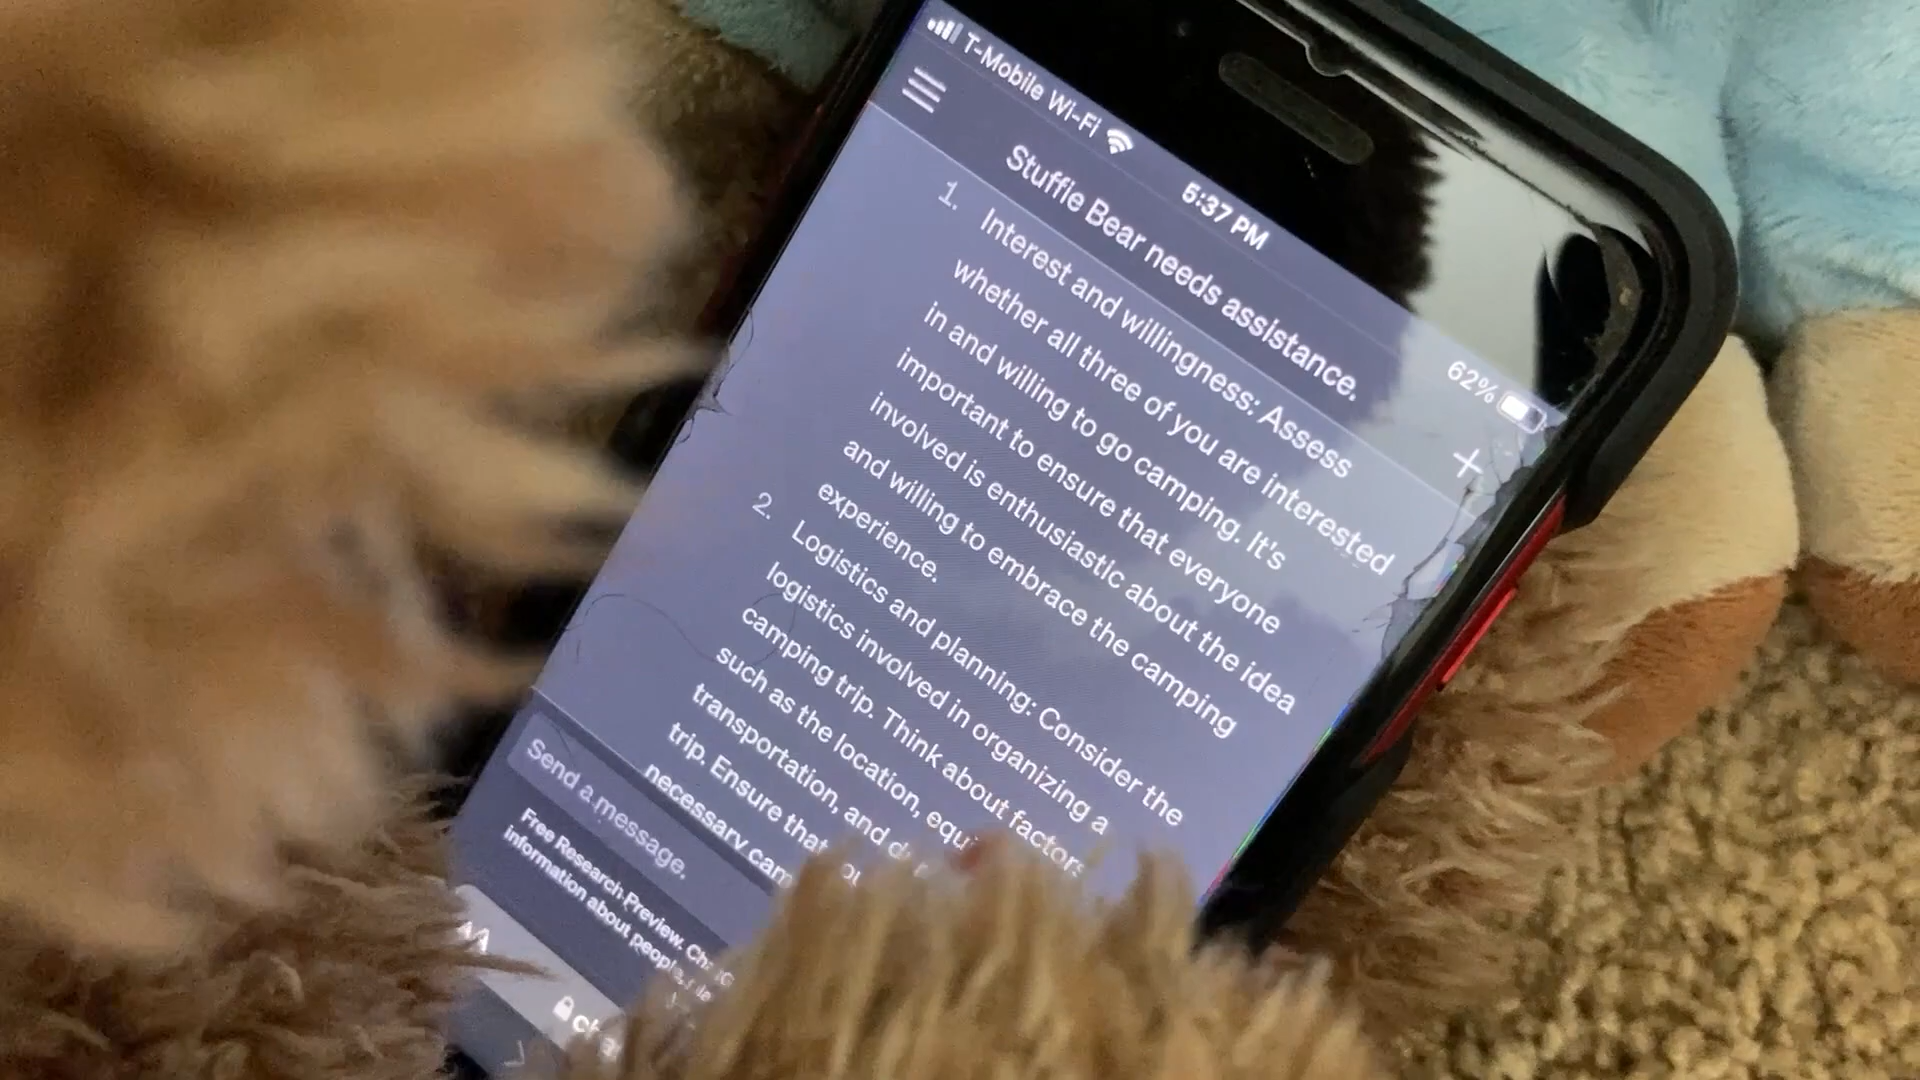 T-Mobile Wi-Fi 5:37 PM 62%
Stuffie Bear needs assistance.
1. Interest and willingness: Assess
whether all three of you are interested
in and willing to go camping. It's
important to ensure that everyone
involved is enthusiastic about the idea
and willing to embrace the camping
experience.
2. Logistics and planning: Consider the
logistics involved in organizing a
camping trip. Think about factors
such as the location,
transportation, and
trip. Ensure that
necessary
Send a message.
Free Research Preview.
information about people,
AA